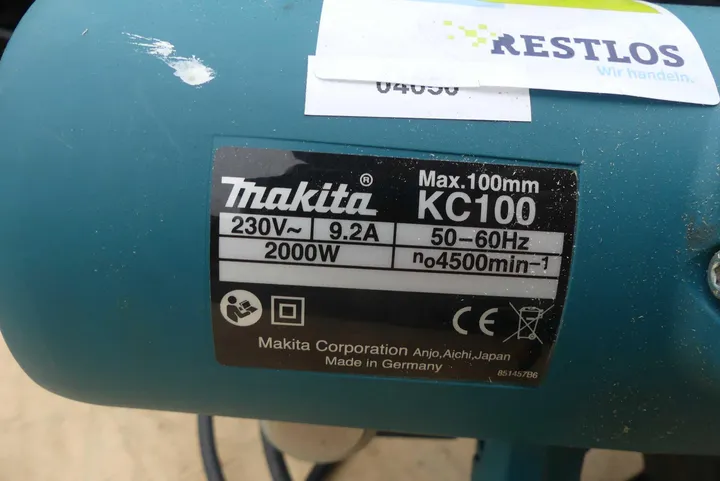 RESTLOS
Wir handeln.
04056
Makita®
Max.100mm
KC100
230V~ 9.2A 50-60Hz
2000W no4500min-1
CE
Makita Corporation Anjo,Aichi,Japan
Made in Germany
851457B6